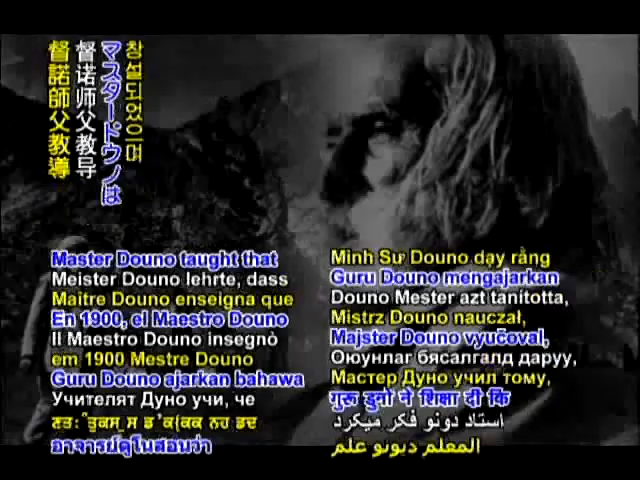 督諾師父教導
督诺师父教导
マスタードウノは
창설되었으며
Master Douno taught that
Meister Douno lehrte, dass
Maître Douno enseigna que
En 1900, el Maestro Douno
Il Maestro Douno insegnò
em 1900 Mestre Douno
Guru Douno ajarkan bahawa
Учителят Дуно учи, че
อาจารย์ดูโนสอนว่า
Minh Sư Douno dạy rằng
Guru Douno mengajarkan
Douno Mester azt tanította,
Mistrz Douno nauczał,
Majster Douno vyučoval,
Оюунлаг бясалгалд даруу,
Мастер Дуно учил тому,
गुरू डुनो ने शिक्षा दी कि
استاد دونو فکر میکرد
المعلم ديونو علم